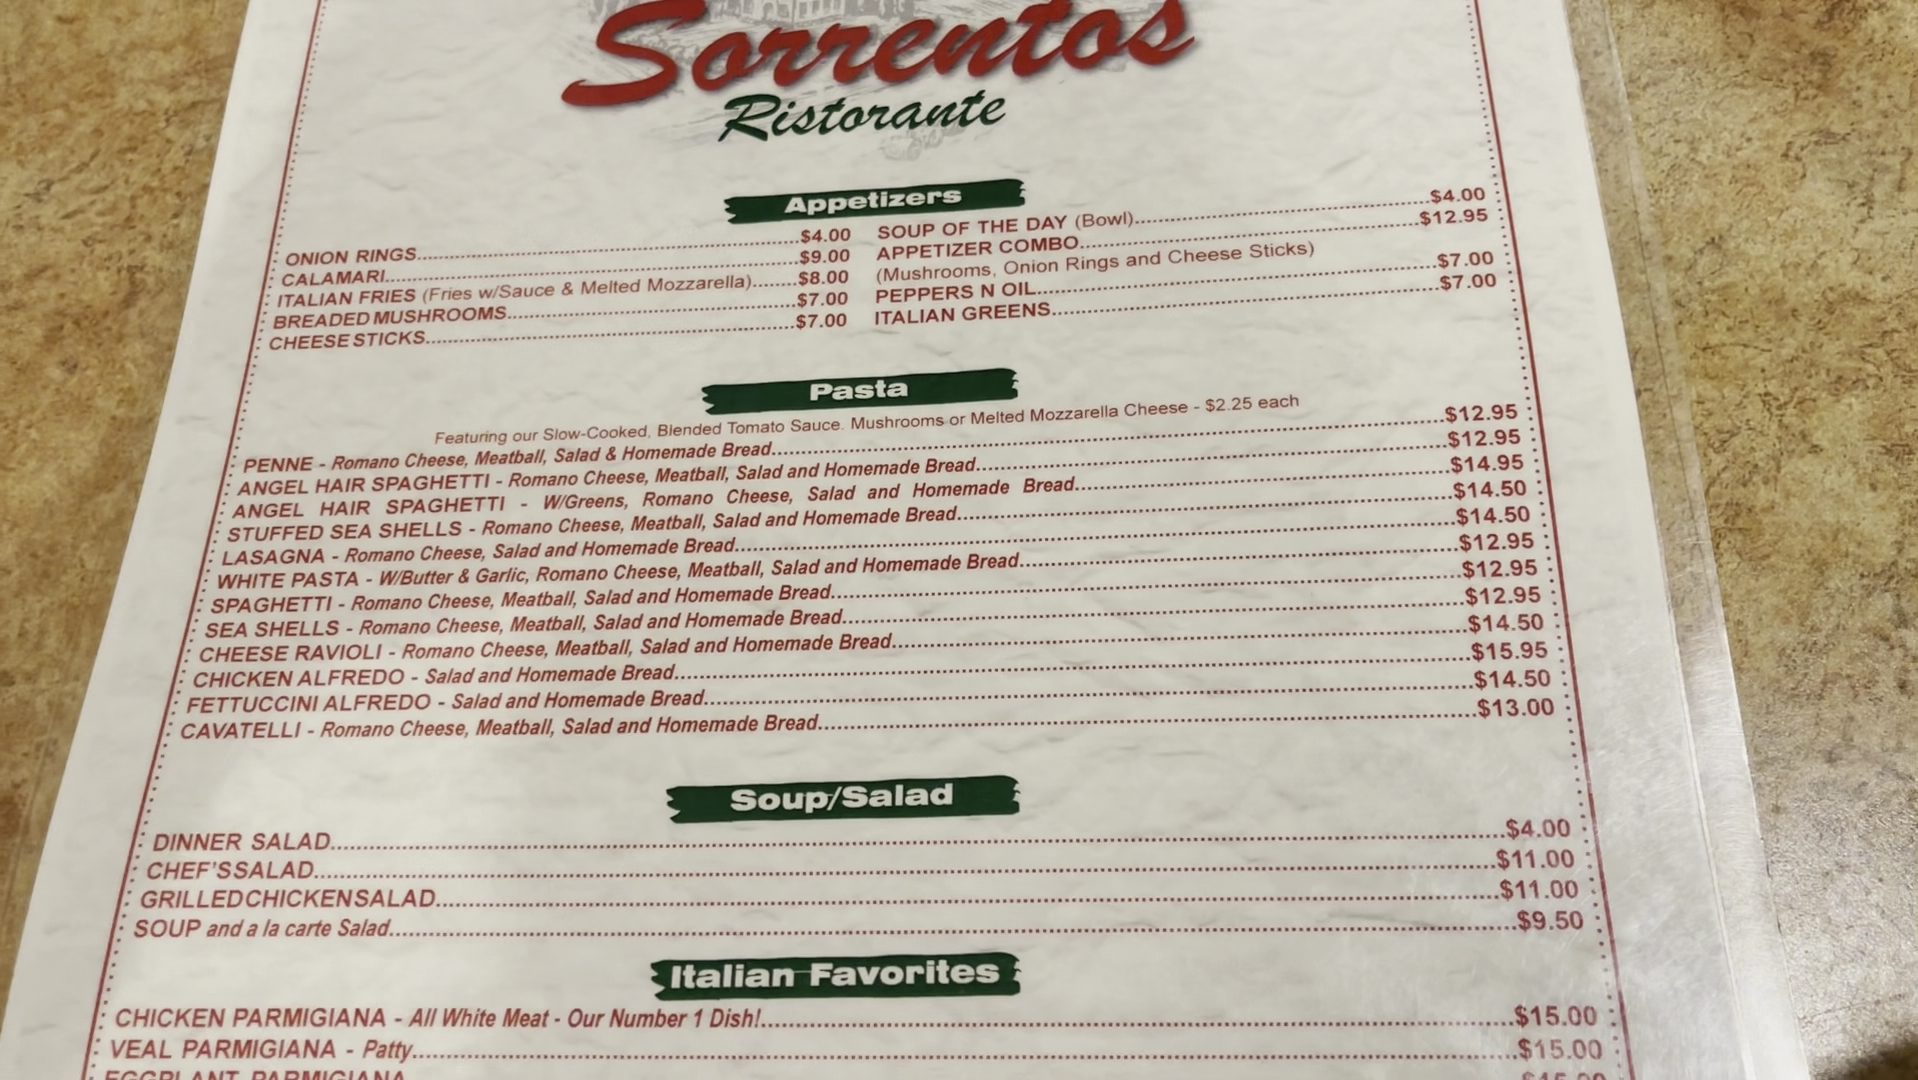 Sorrentos
Ristorante
Appetizers
ONION RINGS.....$4.00
CALAMARI.....$9.00
ITALIAN FRIES (Fries w/Sauce & Melted Mozzarella).....$8.00
BREADED MUSHROOMS.....$7.00
CHEESE STICKS.....$7.00
SOUP OF THE DAY (Bowl).....$4.00
APPETIZER COMBO.....$12.95
(Mushrooms, Onion Rings and Cheese Sticks)
PEPPERS N OIL.....$7.00
ITALIAN GREENS.....$7.00
Pasta
Featuring our Slow-Cooked, Blended Tomato Sauce. Mushrooms or Melted Mozzarella Cheese - $2.25 each
PENNE - Romano Cheese, Meatball, Salad & Homemade Bread.....$12.95
ANGEL HAIR SPAGHETTI - Romano Cheese, Meatball, Salad and Homemade Bread.....$12.95
ANGEL HAIR SPAGHETTI - W/Greens, Romano Cheese, Salad and Homemade Bread.....$14.95
STUFFED SEA SHELLS - Romano Cheese, Meatball, Salad and Homemade Bread.....$14.50
LASAGNA - Romano Cheese, Salad and Homemade Bread.....$14.50
WHITE PASTA - W/Butter & Garlic, Romano Cheese, Meatball, Salad and Homemade Bread.....$12.95
SPAGHETTI - Romano Cheese, Meatball, Salad and Homemade Bread.....$12.95
SEA SHELLS - Romano Cheese, Meatball, Salad and Homemade Bread.....$12.95
CHEESE RAVIOLI - Romano Cheese, Meatball, Salad and Homemade Bread.....$14.50
CHICKEN ALFREDO - Salad and Homemade Bread.....$15.95
FETTUCCINI ALFREDO - Salad and Homemade Bread.....$14.50
CAVATELLI - Romano Cheese, Meatball, Salad and Homemade Bread.....$13.00
Soup/Salad
DINNER SALAD.....$4.00
CHEF'S SALAD.....$11.00
GRILLED CHICKEN SALAD.....$11.00
SOUP and a la carte Salad.....$9.50
Italian Favorites
CHICKEN PARMIGIANA - All White Meat - Our Number 1 Dish!.....$15.00
VEAL PARMIGIANA - Patty.....$15.00
EGGPLANT PARMIGIANA